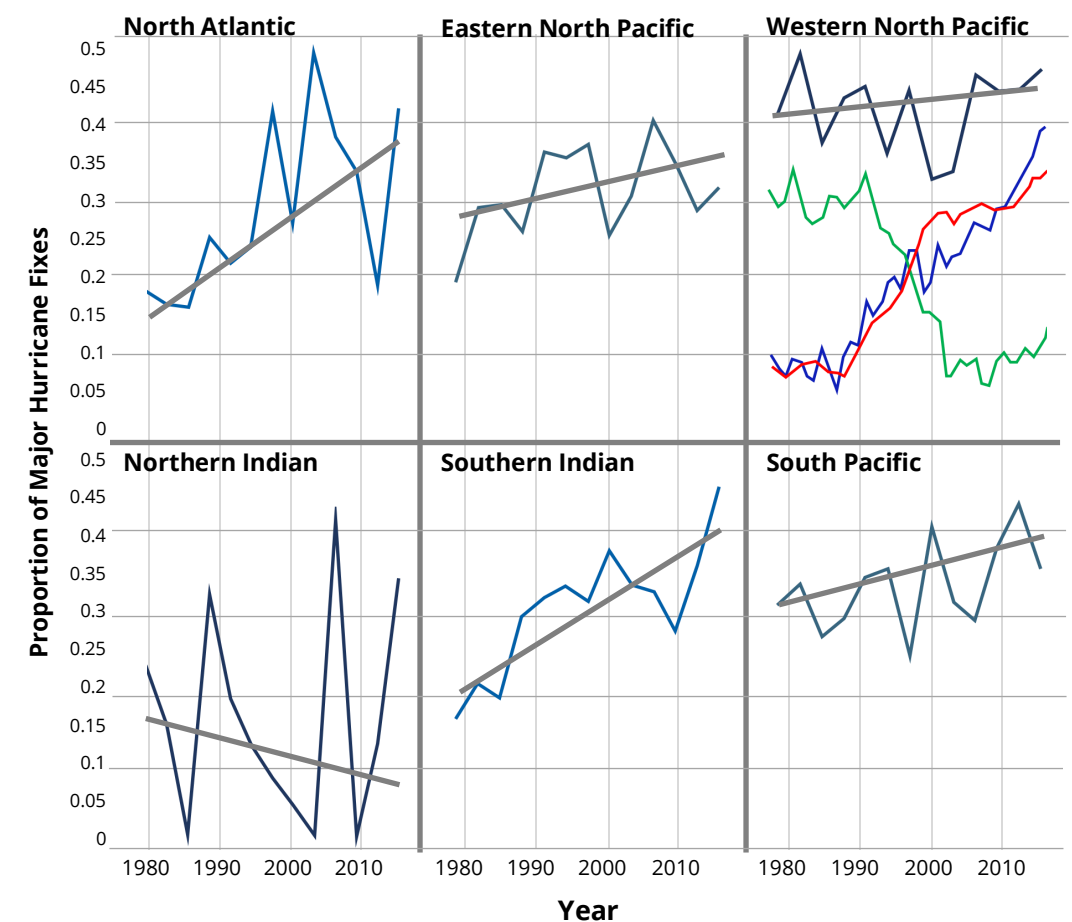 North Atlantic
Eastern North Pacific
Western North Pacific
0.5
0.45
0.4
0.35
0.3
0.25
0.2
0.15
0.1
0.05
0
Proportion of Major Hurricane Fixes
Northern Indian
Southern Indian
South Pacific
0.5
0.45
0.4
0.35
0.3
0.25
0.2
0.15
0.1
0.05
0
1980 1990 2000 2010 1980 1990 2000 2010 1980 1990 2000 2010
Year